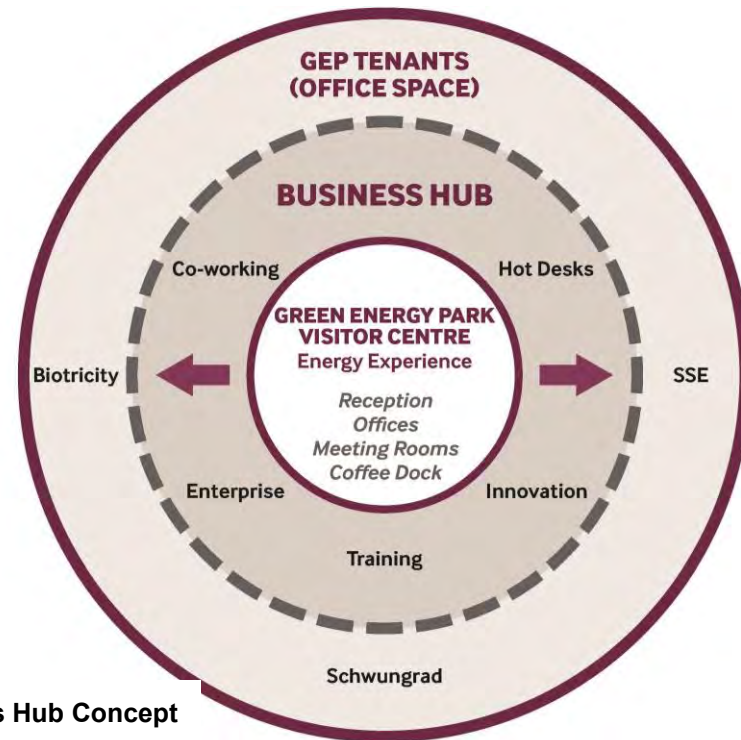 GEP TENANTS
(OFFICE SPACE)
BUSINESS HUB
Co-working
Hot Desks
GREEN ENERGY PARK
VISITOR CENTRE
Energy Experience
Biotricity
SSE
Reception
Offices
Meeting Rooms
Coffee Dock
Enterprise
Innovation
Training
Schwungrad
Hub Concept